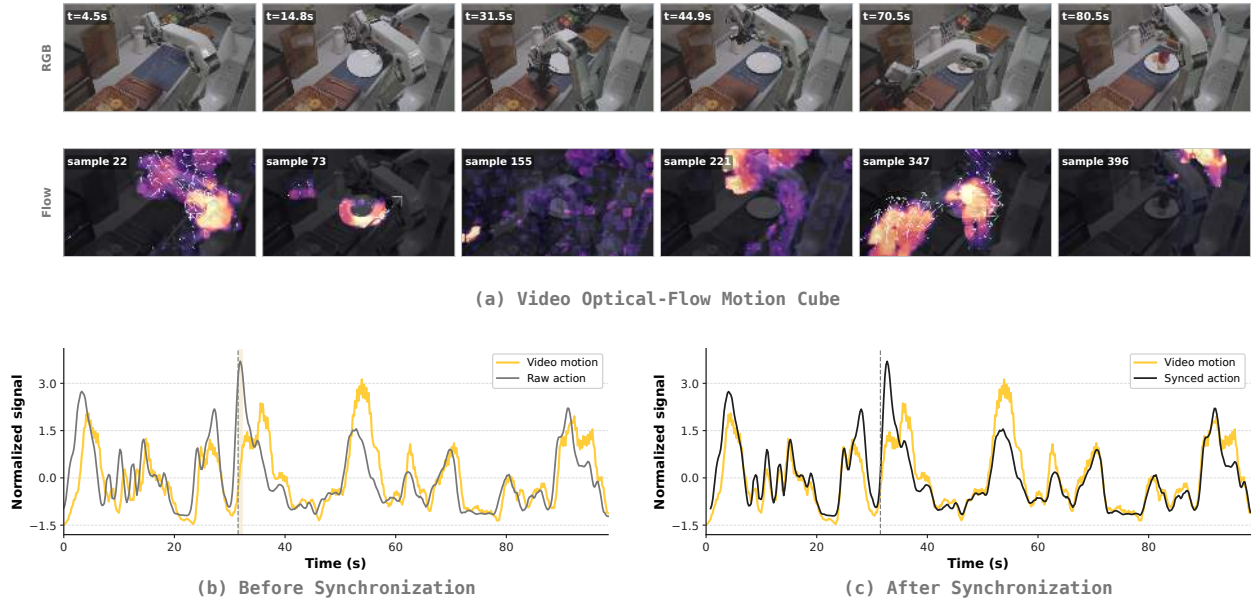 RGB
t=4.5s
t=14.8s
t=31.5s
t=44.9s
t=70.5s
t=80.5s
Flow
sample 22
sample 73
sample 155
sample 221
sample 347
sample 396
(a) Video Optical-Flow Motion Cube
Normalized signal
3.0
1.5
0.0
−1.5
Video motion
Raw action
0
20
40
60
80
Time (s)
(b) Before Synchronization
Normalized signal
3.0
1.5
0.0
−1.5
Video motion
Synced action
0
20
40
60
80
Time (s)
(c) After Synchronization